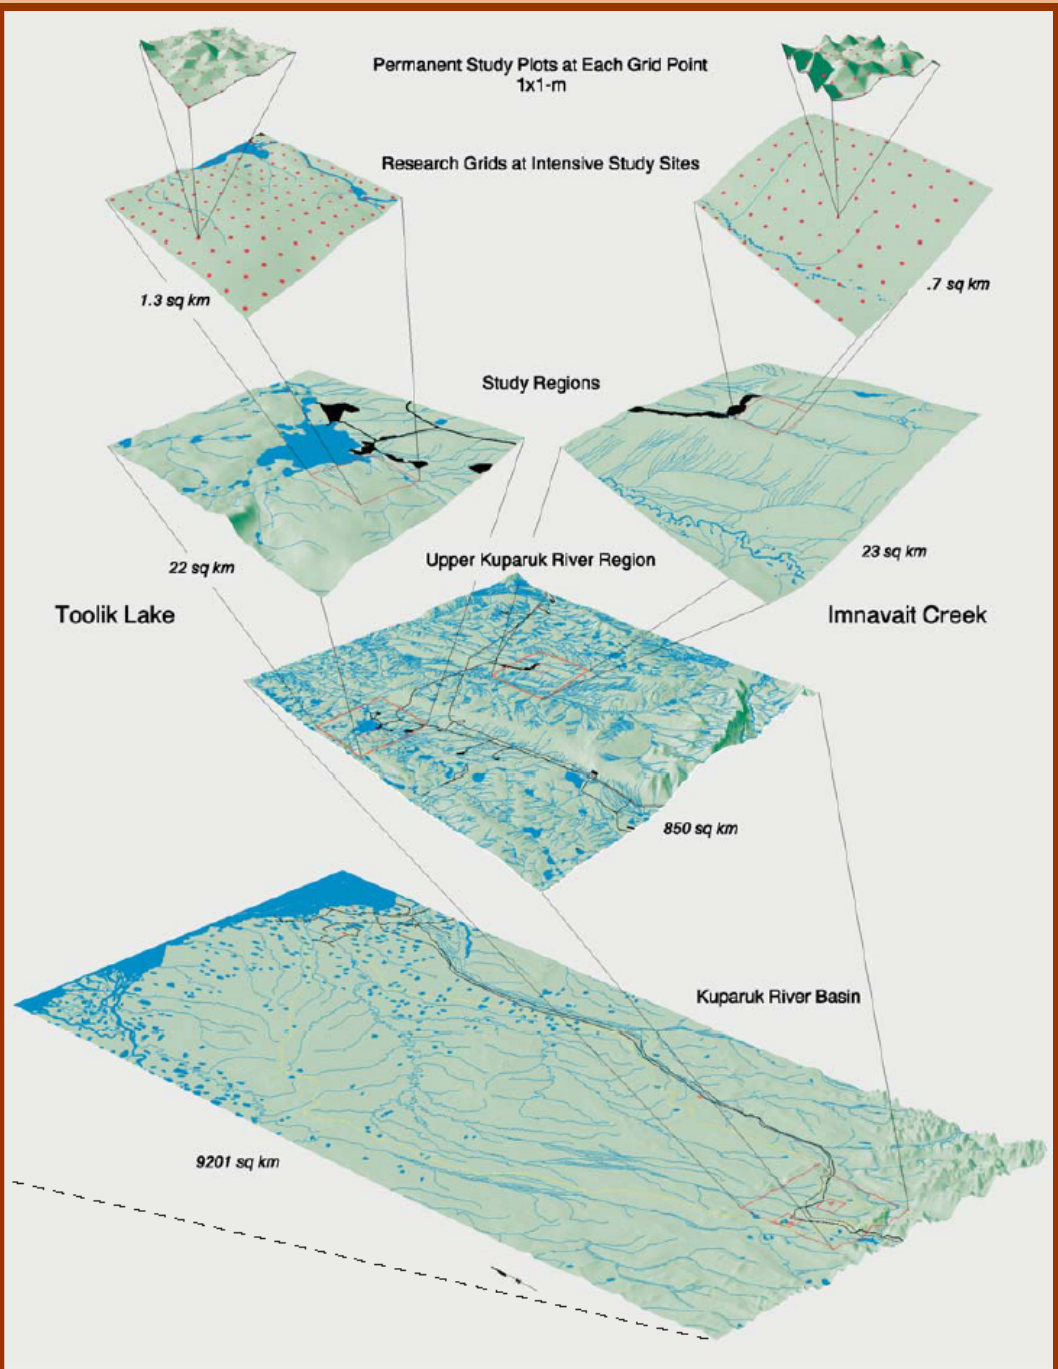 Permanent Study Plots at Each Grid Point
1x1-m
Research Grids at Intensive Study Sites
1.3 sq km
.7 sq km
Study Regions
22 sq km
23 sq km
Upper Kuparuk River Region
Toolik Lake
Imnavait Creek
850 sq km
Kuparuk River Basin
9201 sq km